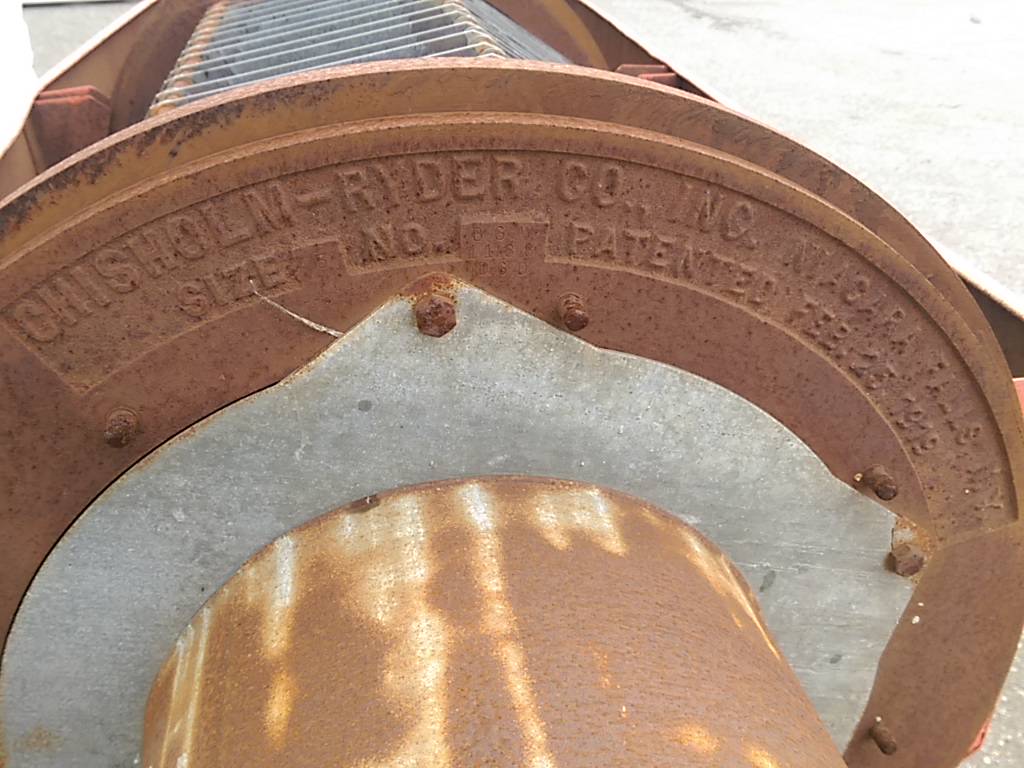 CHISHOLM-RYDER CO., INC. NIAGARA FALLS N.Y.
SIZE NO. PATENTED FEB.